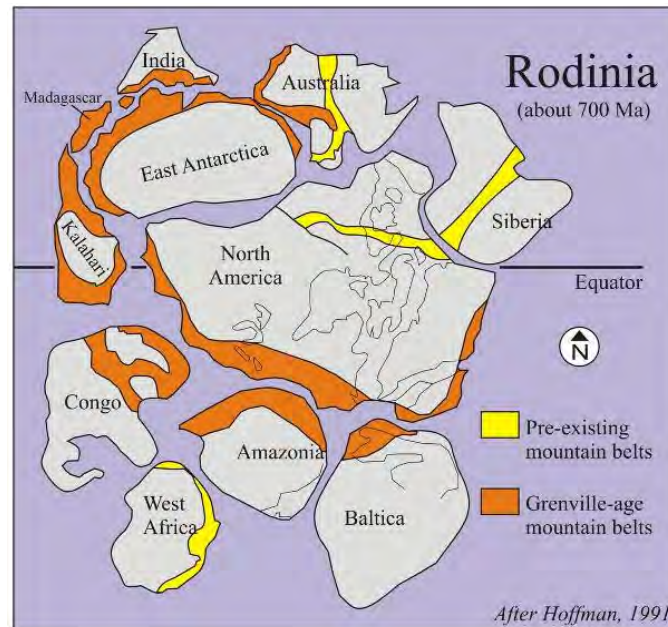 Rodinia
(about 700 Ma)
India
Australia
Madagascar
East Antarctica
Siberia
Kalahari
North
America
Equator
N
Congo
Amazonia
West
Africa
Baltica
Pre-existing
mountain belts
Grenville-age
mountain belts
After Hoffman, 1991